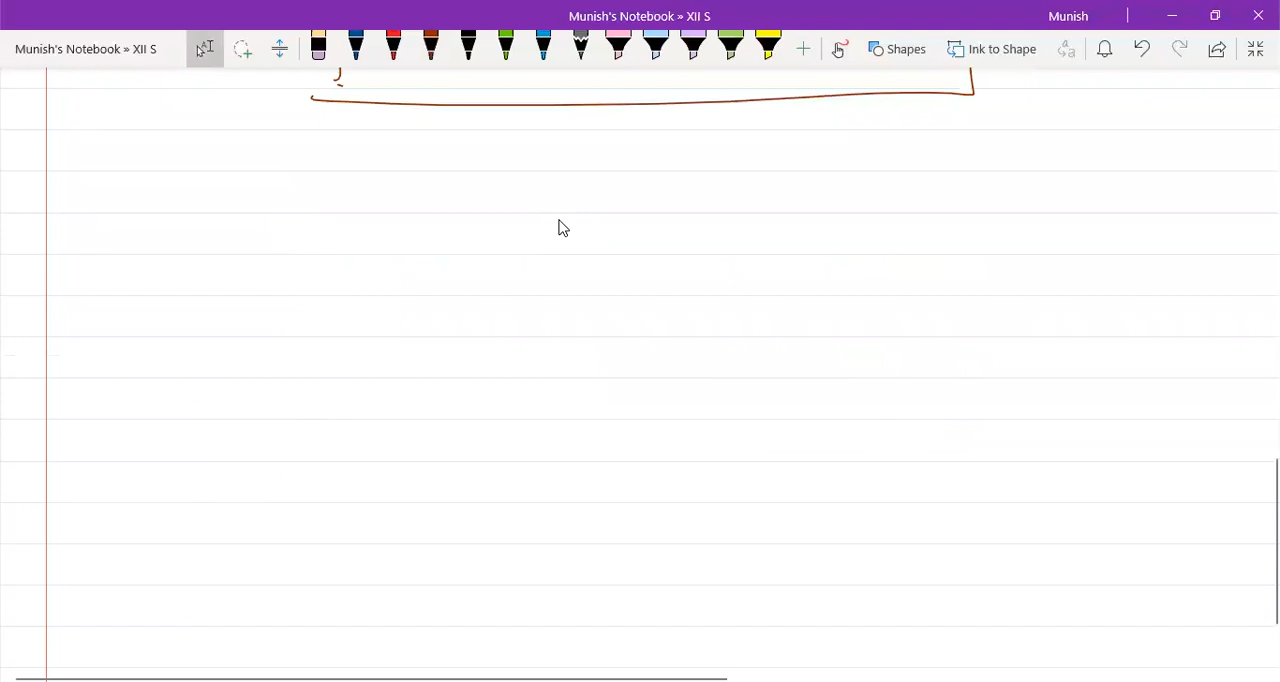 Munish's Notebook » XII S
Munish
Munish's Notebook » XII S
Shapes
Ink to Shape